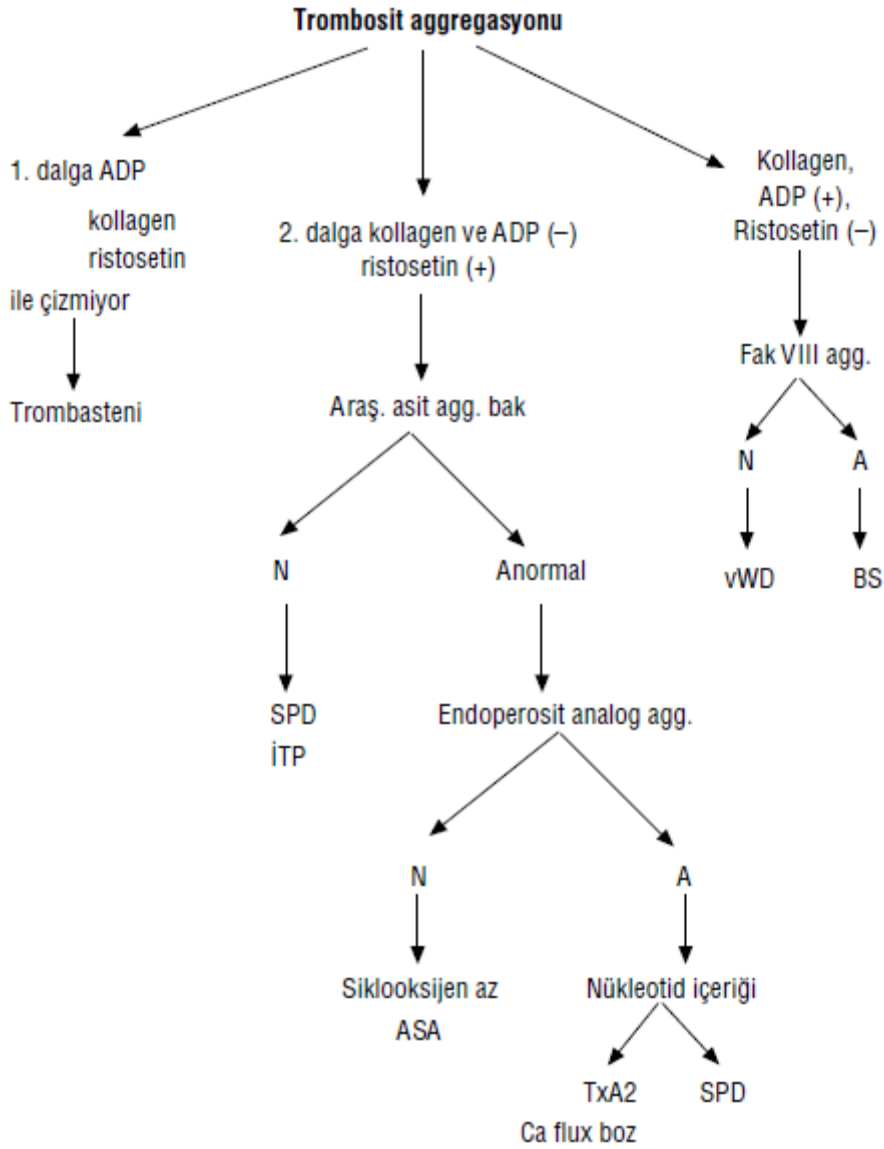 Trombosit aggregasyonu
1. dalga ADP
kollagen
ristosetin
ile çizmiyor
Trombasteni
2. dalga kollagen ve ADP (–)
ristosetin (+)
Araş. asit agg. bak
N
Anormal
SPD
İTP
Endoperosit analog agg.
N
A
Siklooksijen az
ASA
Nükleotid içeriği
TxA2
SPD
Ca flux boz
Kollagen,
ADP (+),
Ristosetin (–)
Fak VIII agg.
N
A
vWD
BS